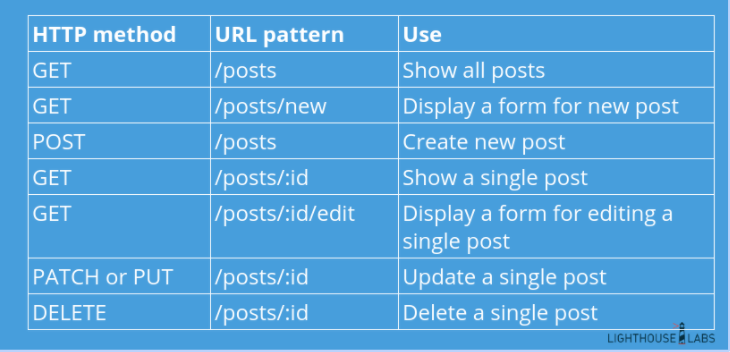 HTTP method URL pattern Use
GET /posts Show all posts
GET /posts/new Display a form for new post
POST /posts Create new post
GET /posts/:id Show a single post
GET /posts/:id/edit Display a form for editing a
single post
PATCH or PUT /posts/:id Update a single post
DELETE /posts/:id Delete a single post
LIGHTHOUSE LABS